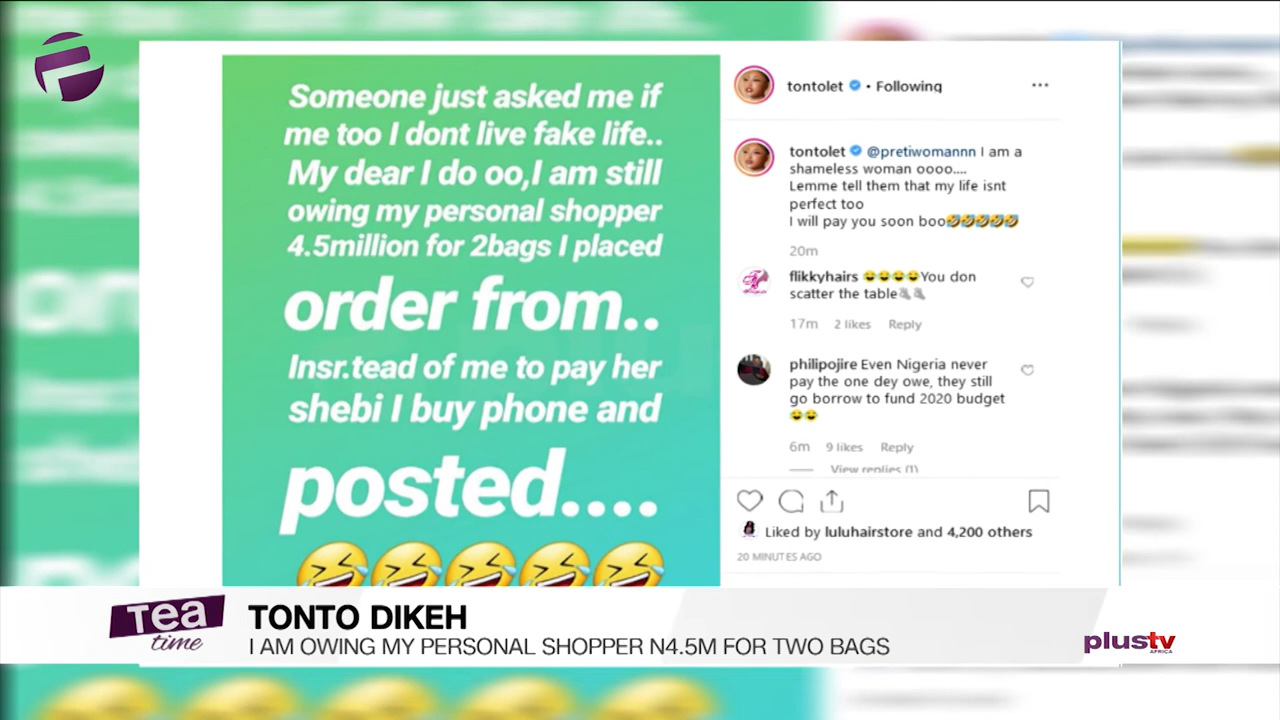 Someone just asked me if
me too I dont live fake life..
My dear I do oo,I am still
owing my personal shopper
4.5million for 2bags I placed
order from..
Insr.tead of me to pay her
shebi I buy phone and
posted....
tontolet • Following
tontolet @pretiwomannn I am a
shameless woman oooo....
Lemme tell them that my life isnt
perfect too
I will pay you soon boo🤣🤣🤣🤣🤣
20m
flikkyhairs 😂😂😂😂You don
scatter the table
17m 2 likes Reply
philipojire Even Nigeria never
pay the one dey owe, they still
go borrow to fund 2020 budget
😂😂
6m 9 likes Reply
View replies (1)
Liked by luluhairstore and 4,200 others
20 MINUTES AGO
Tea
time
TONTO DIKEH
I AM OWING MY PERSONAL SHOPPER N4.5M FOR TWO BAGS
plustv
AFRICA